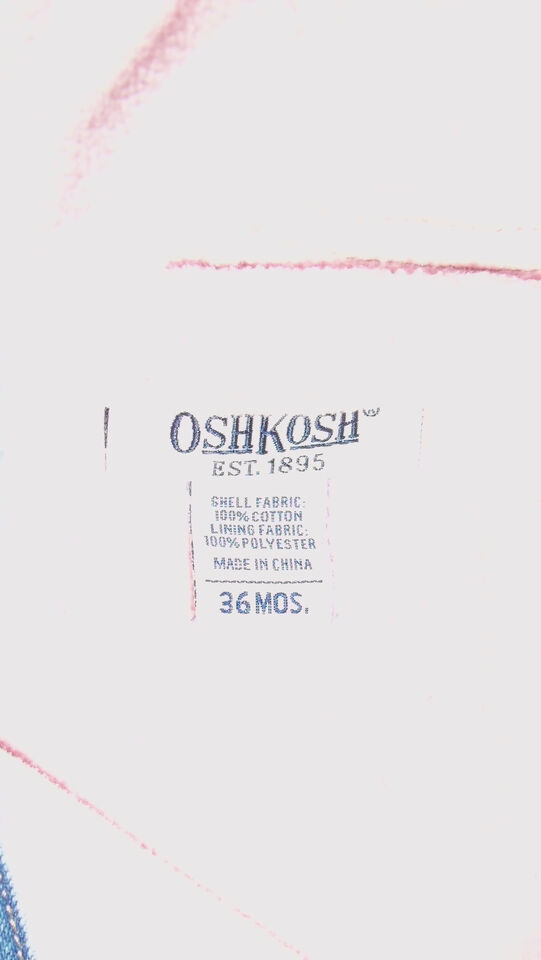 OSHKOSH
EST. 1895
SHELL FABRIC:
100% COTTON
LINING FABRIC:
100% POLYESTER
MADE IN CHINA
36 MOS.